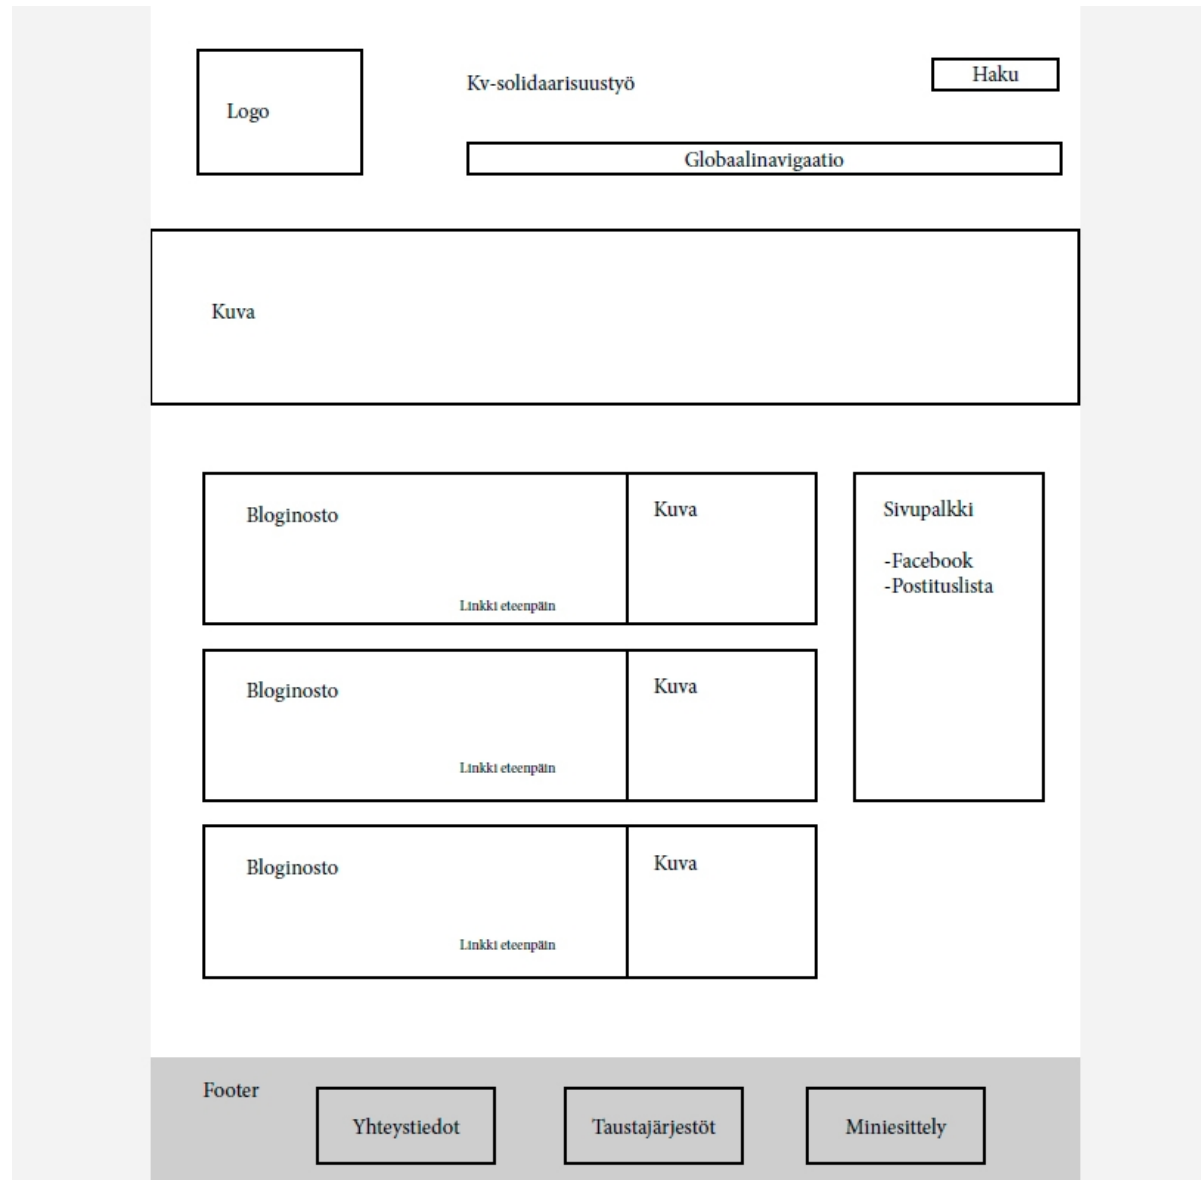 Logo
Kv-solidaarisuustyö
Haku
Globaalinavigaatio
Kuva
Bloginosto
Linkki eteenpäin
Kuva
Sivupalkki
-Facebook
-Postituslista
Bloginosto
Linkki eteenpäin
Kuva
Bloginosto
Linkki eteenpäin
Kuva
Footer
Yhteystiedot
Taustajärjestöt
Miniesittely